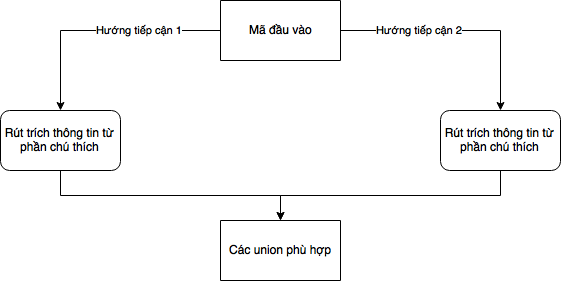 Hướng tiếp cận 1
Mã đầu vào
Hướng tiếp cận 2
Rút trích thông tin từ
phần chú thích
Rút trích thông tin từ
phần chú thích
Các union phù hợp